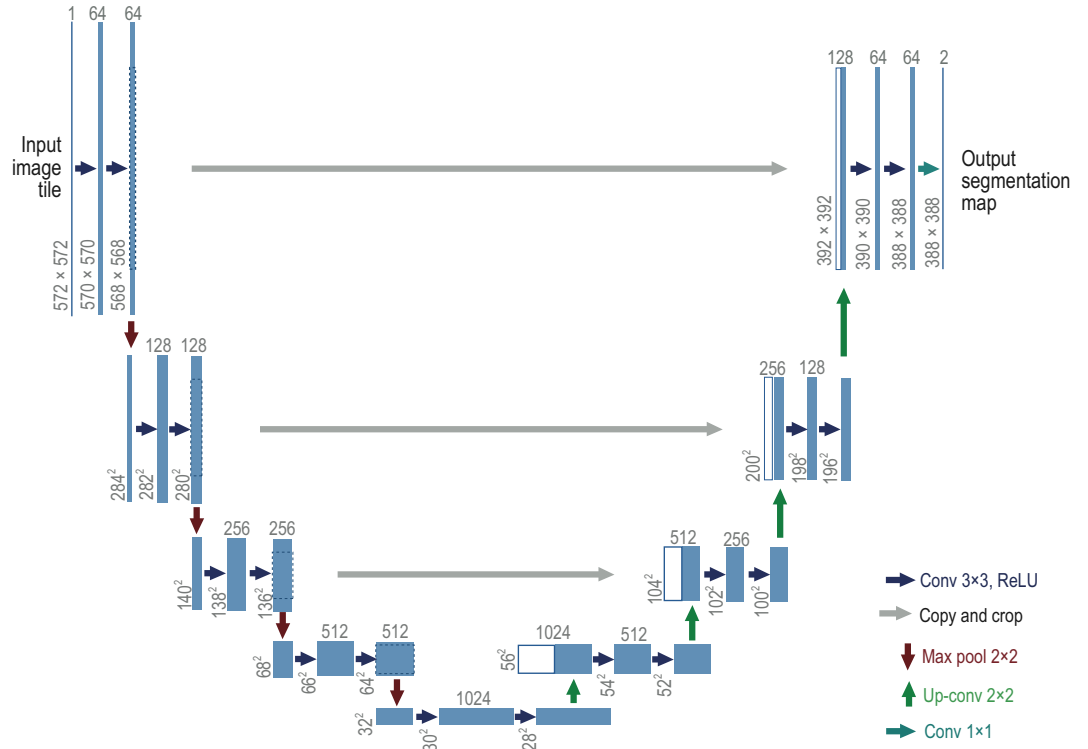 1 64 64
128 64 64 2
Input
image
tile
Output
segmentation
map
572 × 572
570 × 570
568 × 568
392 × 392
390 × 390
388 × 388
388 × 388
128 128
256 128
284²
282²
280²
200²
198²
196²
256 256
512 256
140²
138²
136²
104²
102²
100²
512 512
1024 512
68²
66²
64²
56²
54²
52²
1024
32²
30²
28²
Conv 3×3, ReLU
Copy and crop
Max pool 2×2
Up-conv 2×2
Conv 1×1